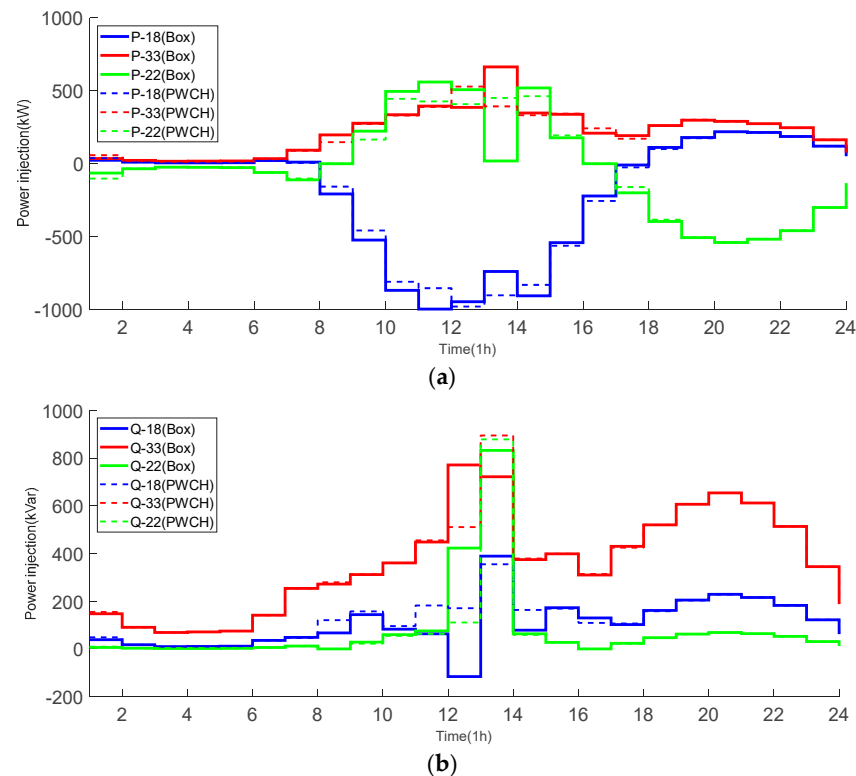 1000
500
0
-500
-1000
Power injection(kW)
P-18(Box)
P-33(Box)
P-22(Box)
P-18(PWCH)
P-33(PWCH)
P-22(PWCH)
2 4 6 8 10 12 14 16 18 20 22 24
Time(1h)
(a)
1000
800
600
400
200
0
-200
Power injection(kVar)
Q-18(Box)
Q-33(Box)
Q-22(Box)
Q-18(PWCH)
Q-33(PWCH)
Q-22(PWCH)
2 4 6 8 10 12 14 16 18 20 22 24
Time(1h)
(b)